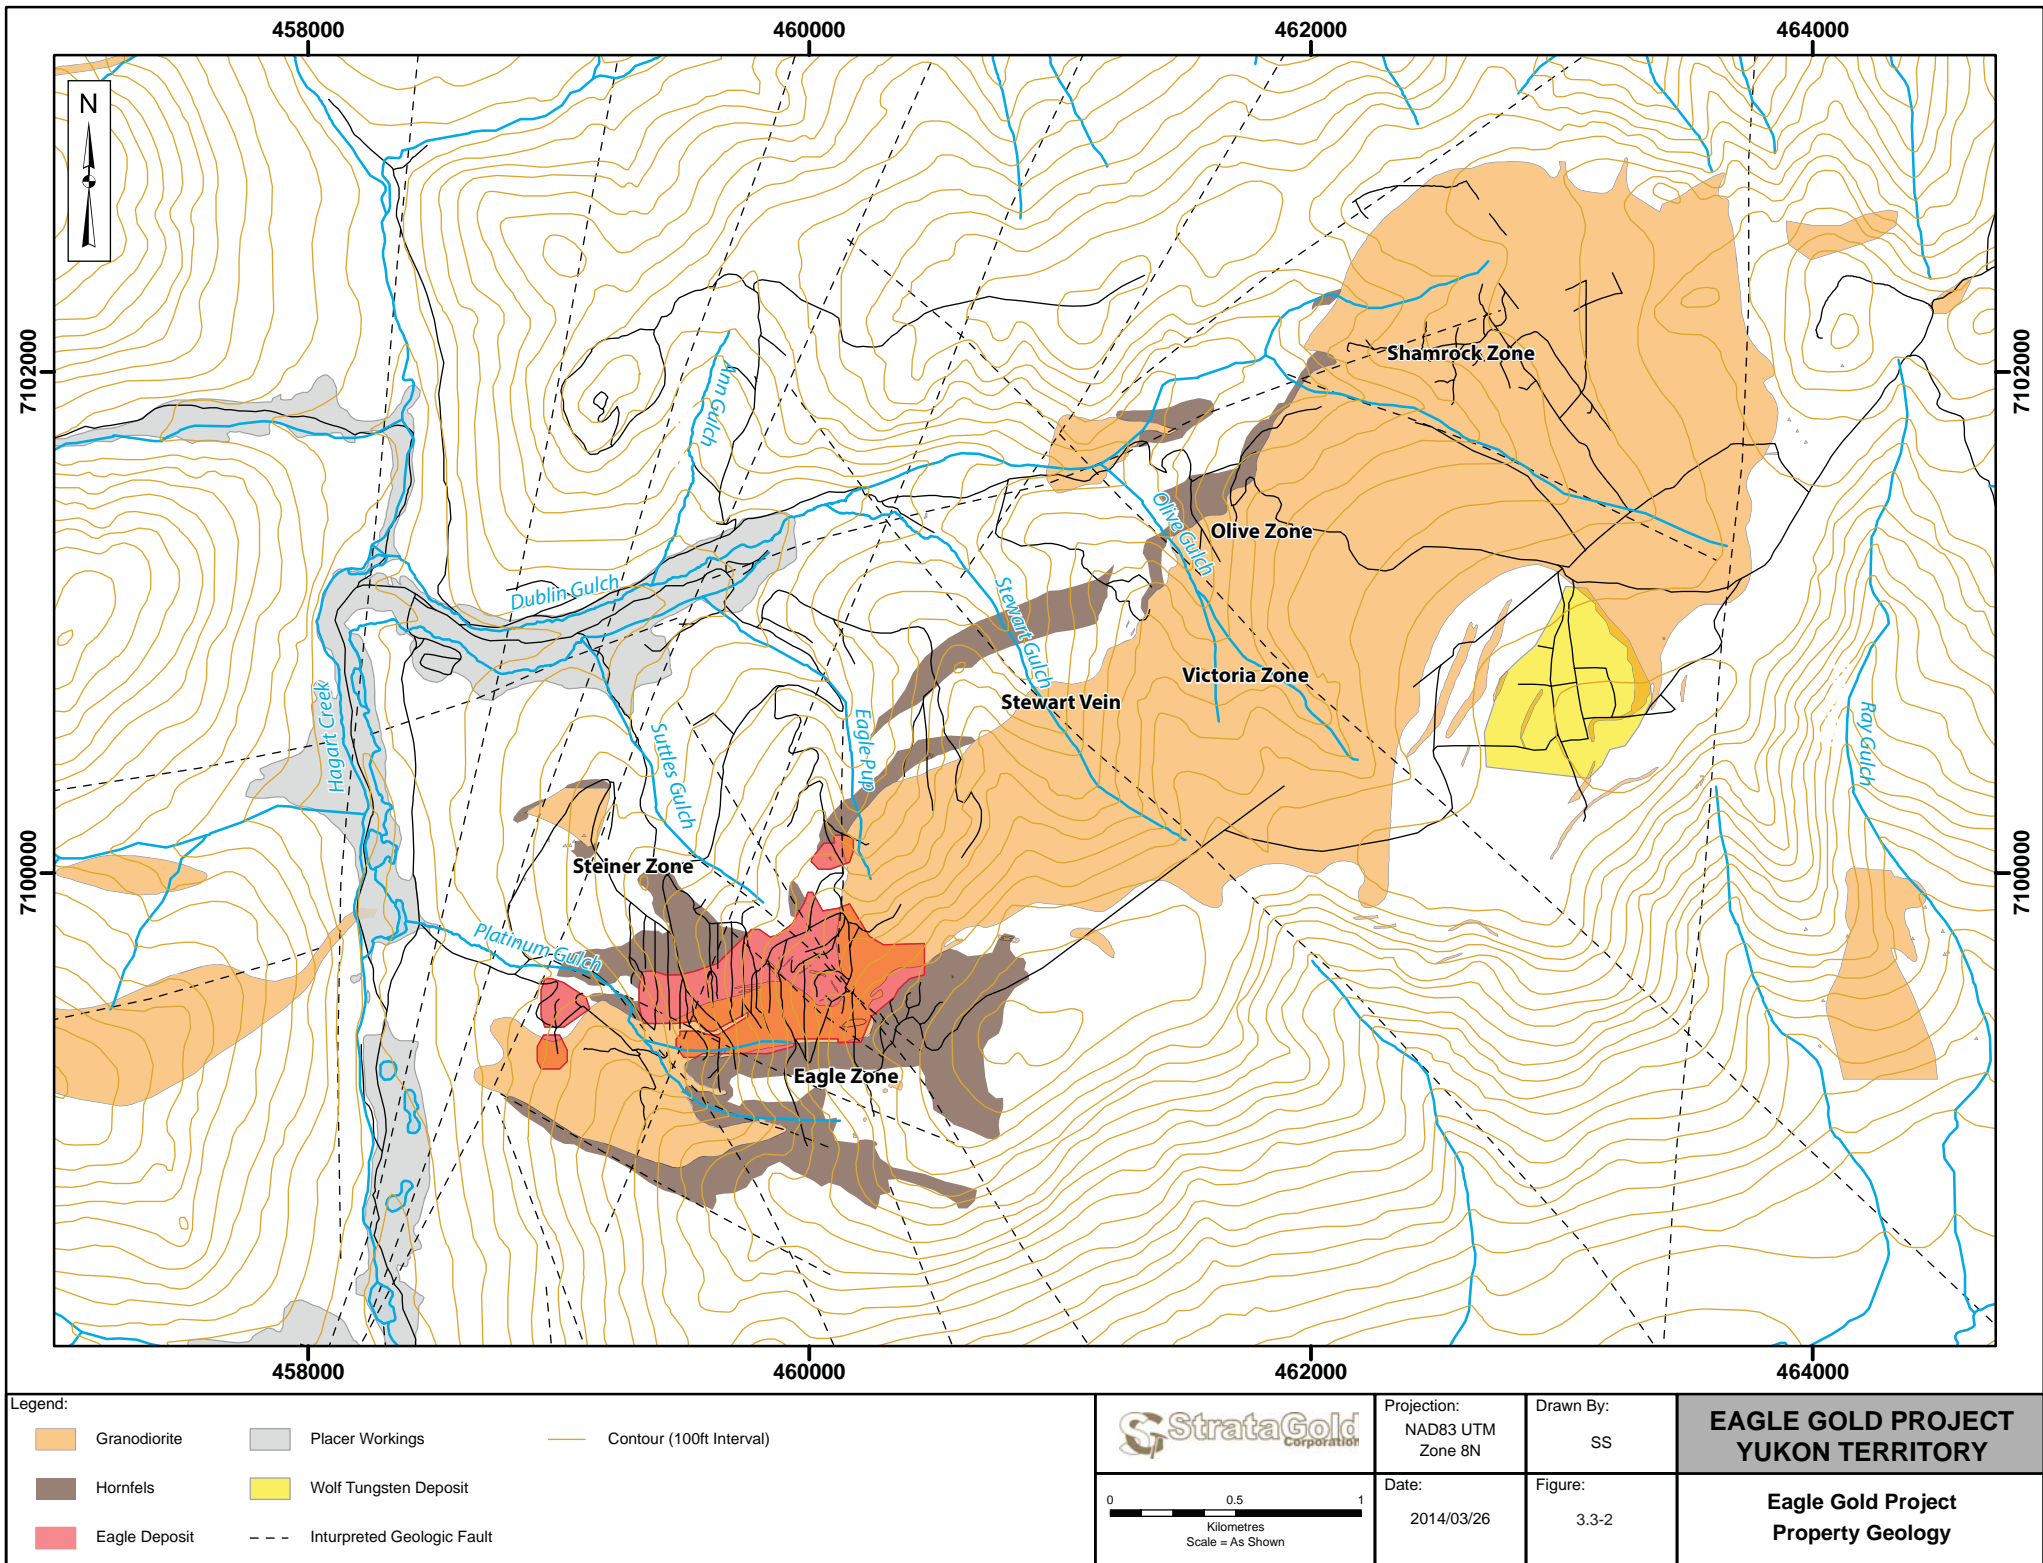 458000
460000
462000
464000
N
7102000
7102000
Shamrock Zone
Ann Gulch
Olive Gulch
Olive Zone
Dublin Gulch
Stewart Gulch
Victoria Zone
Stewart Vein
Hagart Creek
Suttles Gulch
Eagle Pup
Ray Gulch
7100000
7100000
Steiner Zone
Platinum Gulch
Eagle Zone
458000
460000
462000
464000
Legend:
Granodiorite
Placer Workings
Contour (100ft Interval)
Hornfels
Wolf Tungsten Deposit
Eagle Deposit
Inturpreted Geologic Fault
StrataGold
Corporation
0
0.5
1
Kilometres
Scale = As Shown
Projection:
NAD83 UTM
Zone 8N
Drawn By:
SS
Date:
2014/03/26
Figure:
3.3-2
EAGLE GOLD PROJECT
YUKON TERRITORY
Eagle Gold Project
Property Geology